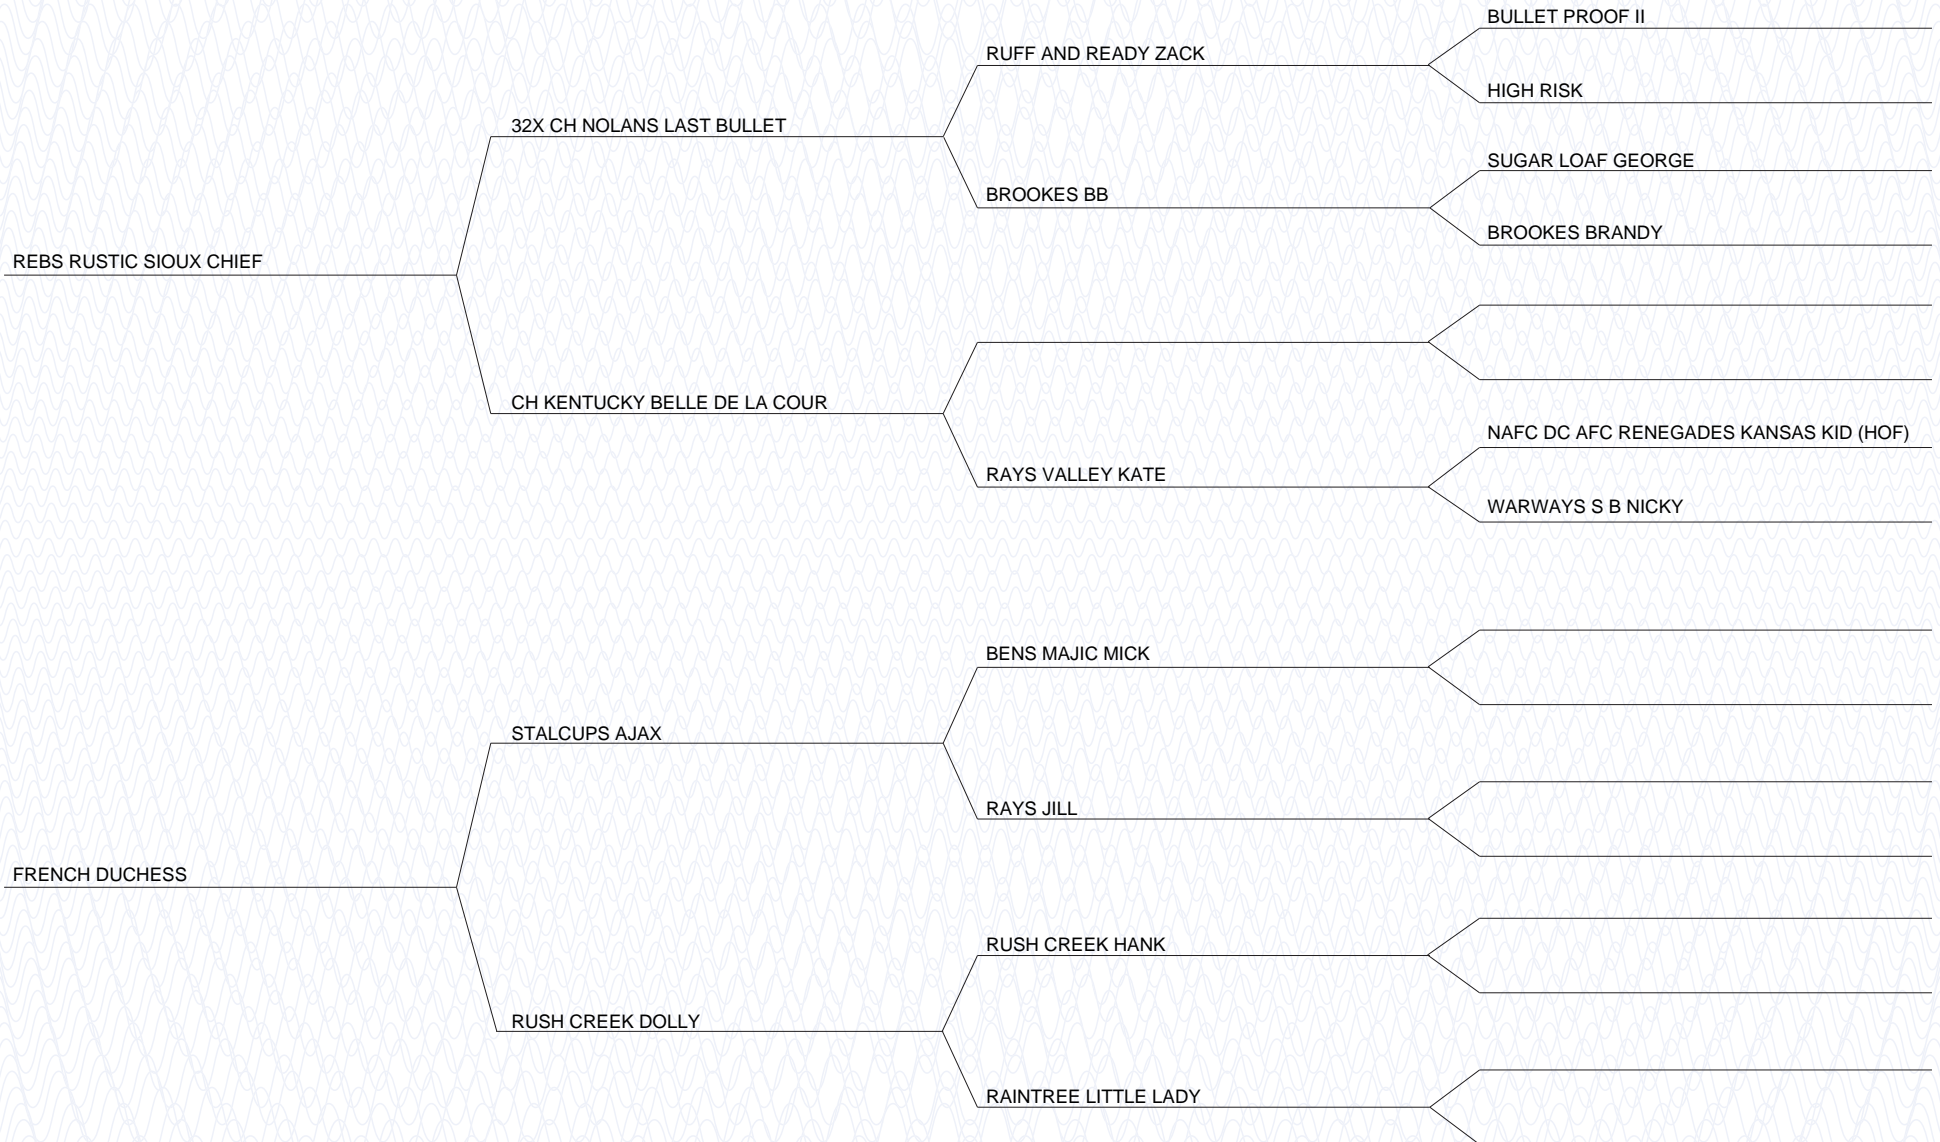 BULLET PROOF II
RUFF AND READY ZACK
HIGH RISK
32X CH NOLANS LAST BULLET
SUGAR LOAF GEORGE
BROOKES BB
BROOKES BRANDY
REBS RUSTIC SIOUX CHIEF
CH KENTUCKY BELLE DE LA COUR
NAFC DC AFC RENEGADES KANSAS KID (HOF)
RAYS VALLEY KATE
WARWAYS S B NICKY
BENS MAJIC MICK
STALCUPS AJAX
RAYS JILL
FRENCH DUCHESS
RUSH CREEK HANK
RUSH CREEK DOLLY
RAINTREE LITTLE LADY